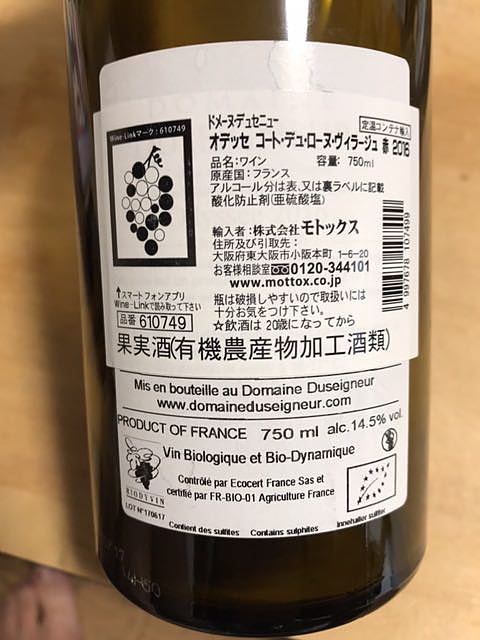 Wine-Linkマーク:610749
ドメーヌ・デュセニュー
定温コンテナ輸入
オデッセ コート・デュ・ローヌ・ヴィラージュ 赤 2016
品名:ワイン 容量: 750ml
原産国:フランス
アルコール分は表、又は裏ラベルに記載
酸化防止剤(亜硫酸塩)
輸入者:株式会社 モトックス
住所及び引取先:
大阪府東大阪市小阪本町 1-6-20
お客様相談室 0120-344101
www.mottox.co.jp
4997678107499
↑スマートフォンアプリ
Wine-Linkで読み取って下さい
品番 610749
瓶は破損しやすいので取扱いには
十分お気をつけ下さい。
☆飲酒は 20歳になってから
果実酒(有機農産物加工酒類)
Mis en bouteille au Domaine Duseigneur
www.domaineduseigneur.com
PRODUCT OF FRANCE 750 ml alc.14.5% vol.
Vin Biologique et Bio-Dynamique
Contrôlé par Ecocert France Sas et
certifié par FR-BIO-01 Agriculture France
BIODYVIN
LOT N°170617
Contient des sulfites Contains sulphites innehåller sulfiter